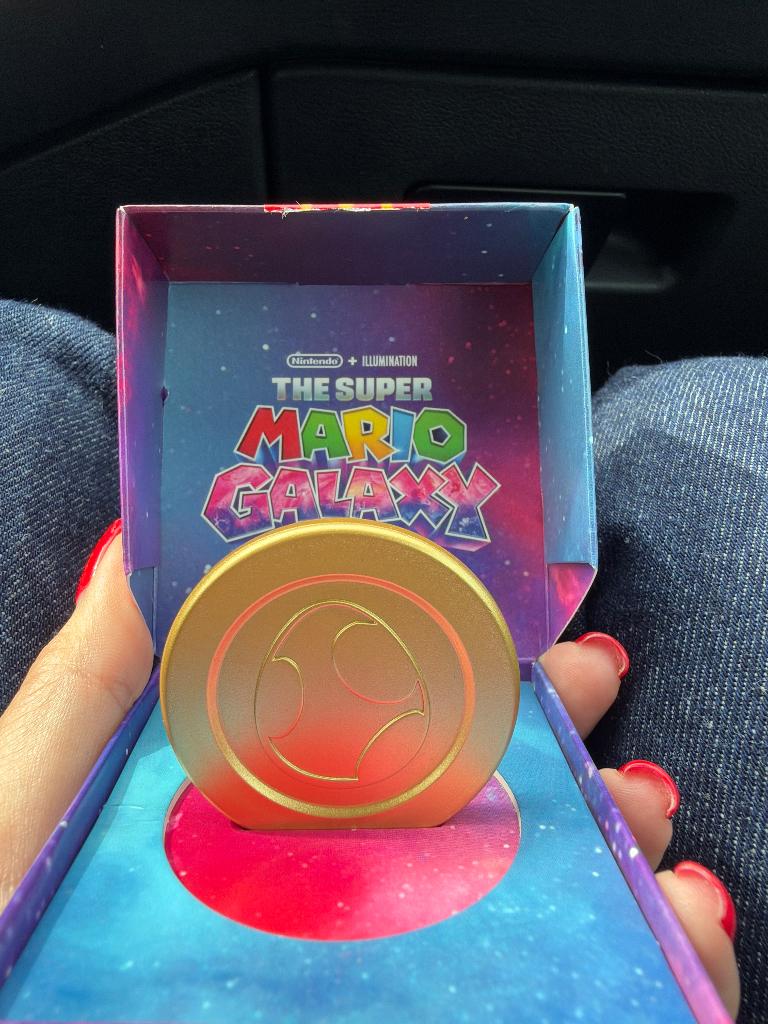 Nintendo + ILLUMINATION
THE SUPER
MARIO
GALAXY